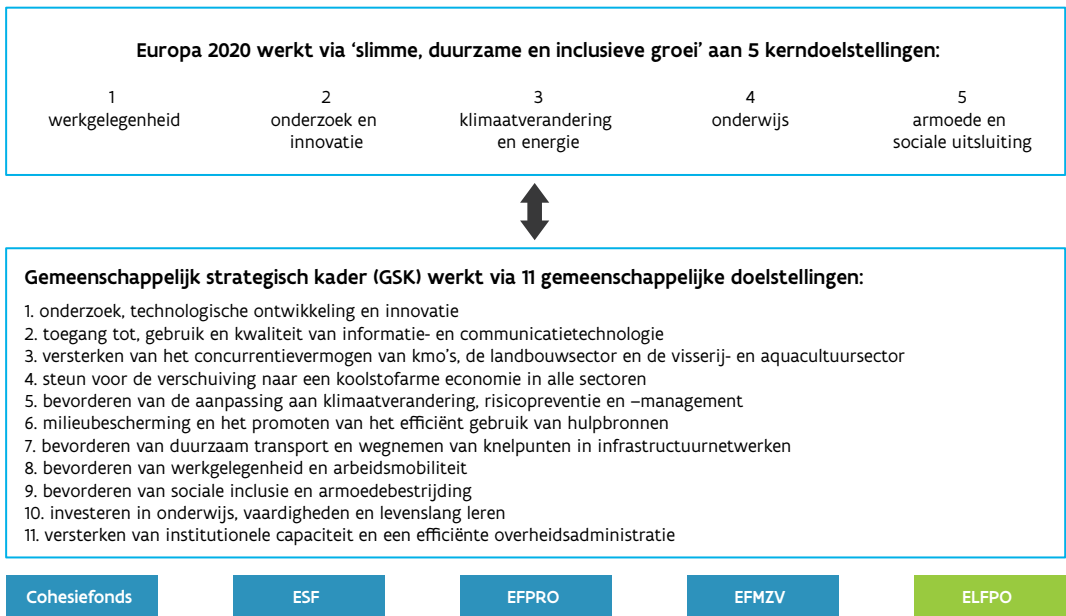 Europa 2020 werkt via ‘slimme, duurzame en inclusieve groei’ aan 5 kerndoelstellingen:
1
werkgelegenheid
2
onderzoek en
innovatie
3
klimaatverandering
en energie
4
onderwijs
5
armoede en
sociale uitsluiting
Gemeenschappelijk strategisch kader (GSK) werkt via 11 gemeenschappelijke doelstellingen:
1. onderzoek, technologische ontwikkeling en innovatie
2. toegang tot, gebruik en kwaliteit van informatie- en communicatietechnologie
3. versterken van het concurrentievermogen van kmo’s, de landbouwsector en de visserij- en aquacultuursector
4. steun voor de verschuiving naar een koolstofarme economie in alle sectoren
5. bevorderen van de aanpassing aan klimaatverandering, risicopreventie en –management
6. milieubescherming en het promoten van het efficiënt gebruik van hulpbronnen
7. bevorderen van duurzaam transport en wegnemen van knelpunten in infrastructuurnetwerken
8. bevorderen van werkgelegenheid en arbeidsmobiliteit
9. bevorderen van sociale inclusie en armoedebestrijding
10. investeren in onderwijs, vaardigheden en levenslang leren
11. versterken van institutionele capaciteit en een efficiënte overheidsadministratie
Cohesiefonds
ESF
EFPRO
EFMZV
ELFPO